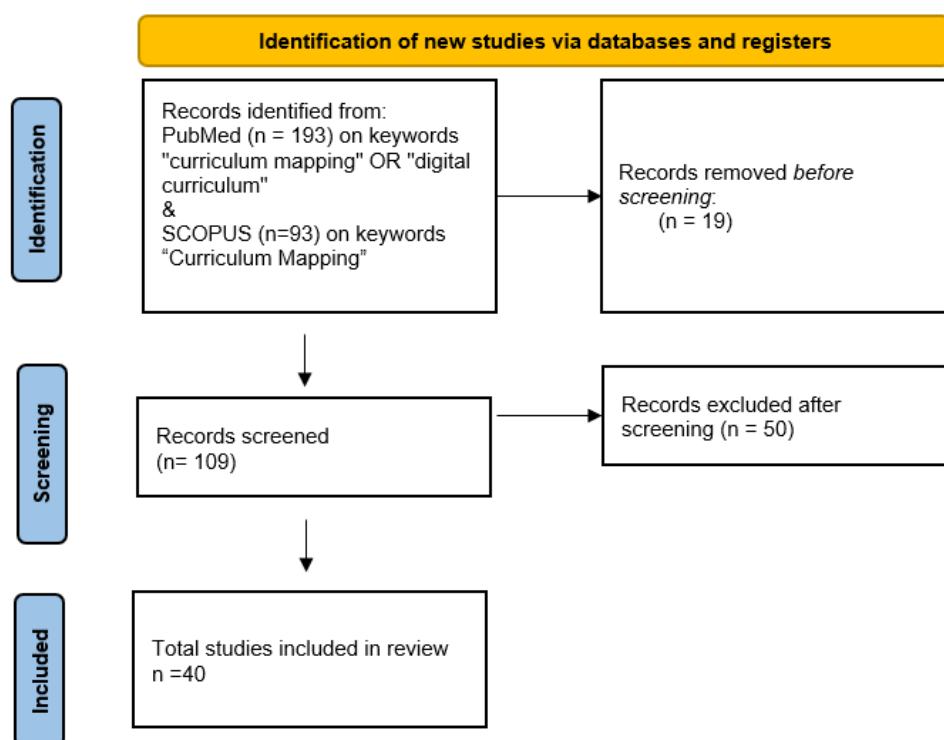 Identification of new studies via databases and registers
Identification
Records identified from:
PubMed (n = 193) on keywords
"curriculum mapping" OR "digital
curriculum"
&
SCOPUS (n=93) on keywords
“Curriculum Mapping”
Records removed before
screening:
(n = 19)
Screening
Records screened
(n= 109)
Records excluded after
screening (n = 50)
Included
Total studies included in review
n =40